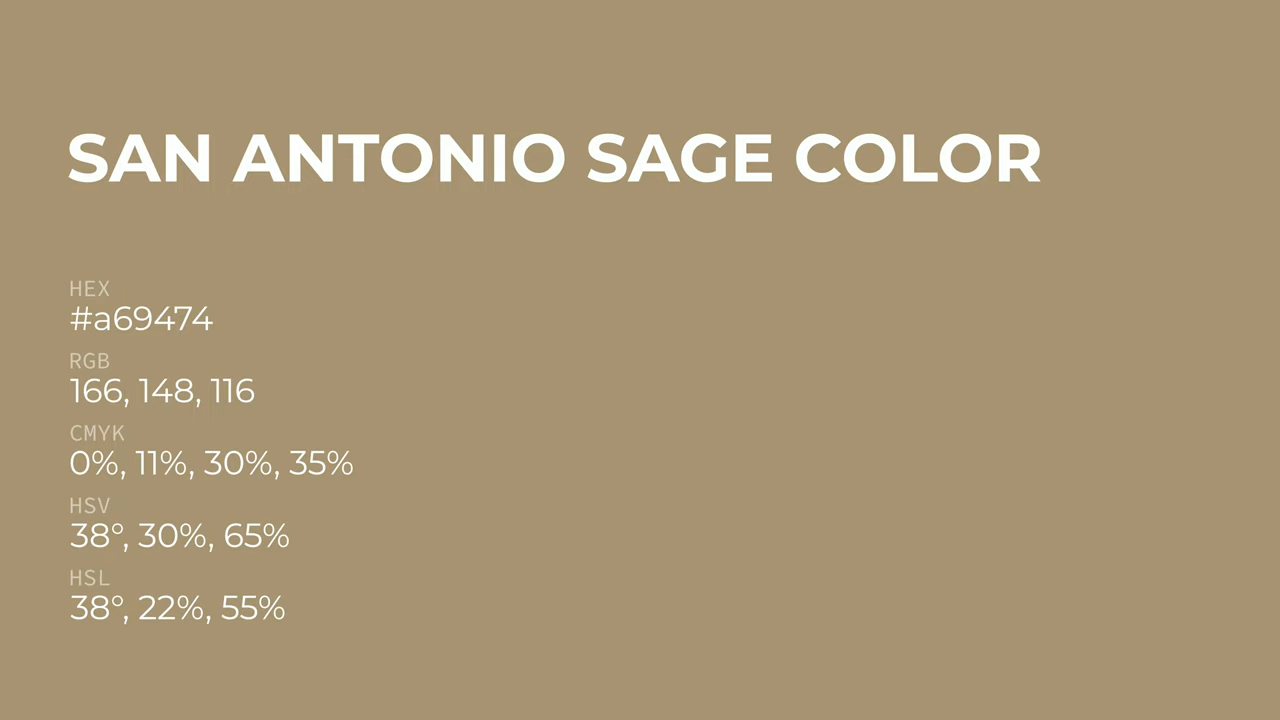 SAN ANTONIO SAGE COLOR
HEX
#a69474
RGB
166, 148, 116
CMYK
0%, 11%, 30%, 35%
HSV
38°, 30%, 65%
HSL
38°, 22%, 55%